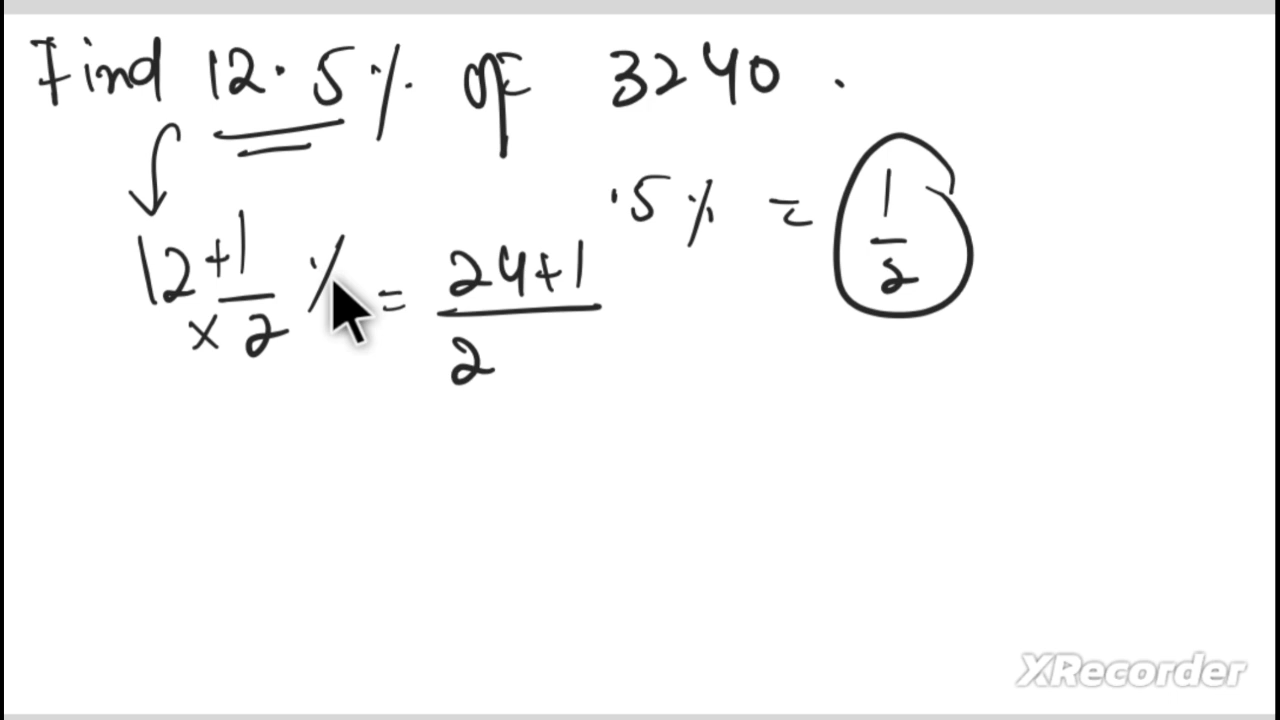 Find 12.5% of 3240.
.5% = 1/2
12+1/×2 % = 24+1/2
XRecorder